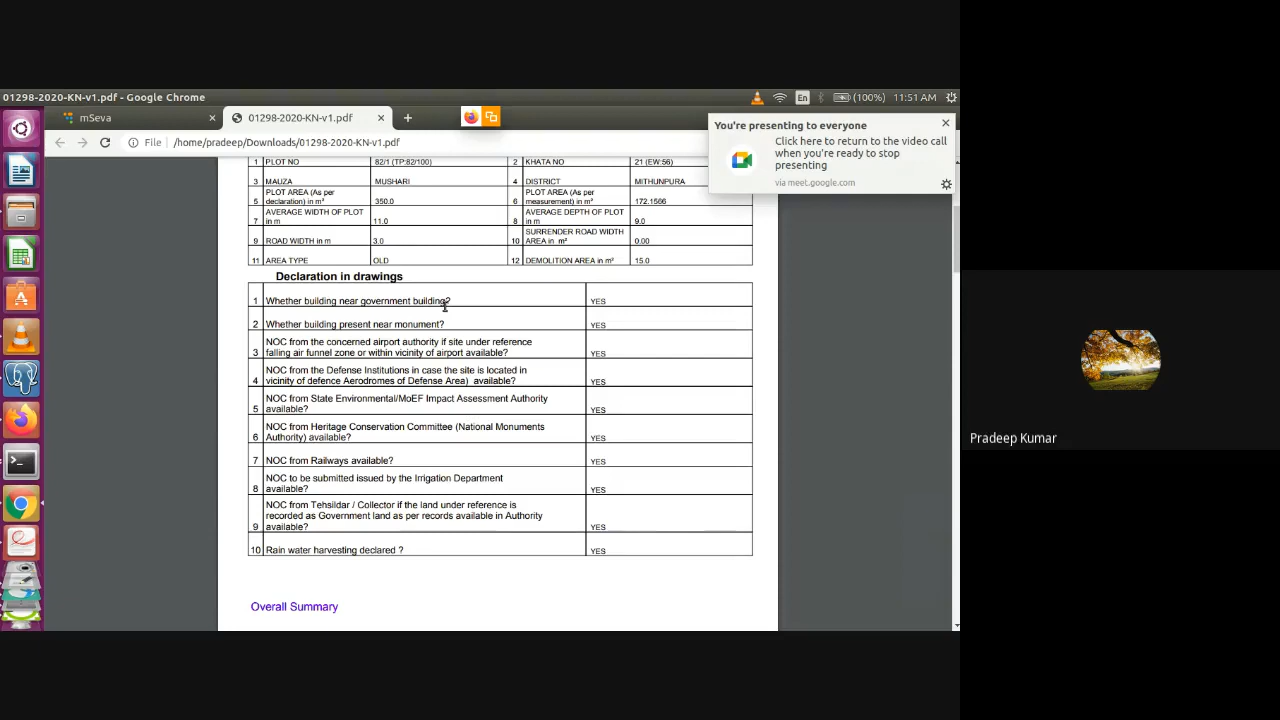 01298-2020-KN-v1.pdf - Google Chrome
En
(100%)
11:51 AM
mSeva
01298-2020-KN-v1.pdf
File
/home/pradeep/Downloads/01298-2020-KN-v1.pdf
You're presenting to everyone
Click here to return to the video call
when you're ready to stop
presenting
via meet.google.com
1 PLOT NO 82/1 (TP:82/100) 2 KHATA NO 21 (EW:56)
3 MAUZA MUSHARI 4 DISTRICT MITHUNPURA
PLOT AREA (As per PLOT AREA (As per
5 declaration) in m² 350.0 6 measurement) in m² 172.1566
AVERAGE WIDTH OF PLOT AVERAGE DEPTH OF PLOT
7 in m 11.0 8 in m 9.0
SURRENDER ROAD WIDTH
9 ROAD WIDTH in m 3.0 10 AREA in m² 0.00
11 AREA TYPE OLD 12 DEMOLITION AREA in m² 15.0
Declaration in drawings
1 Whether building near government building? YES
2 Whether building present near monument? YES
NOC from the concerned airport authority if site under reference
3 falling air funnel zone or within vicinity of airport available? YES
NOC from the Defense Institutions in case the site is located in
4 vicinity of defence Aerodromes of Defense Area) available? YES
NOC from State Environmental/MoEF Impact Assessment Authority
5 available? YES
NOC from Heritage Conservation Committee (National Monuments
6 Authority) available? YES
7 NOC from Railways available? YES
NOC to be submitted issued by the Irrigation Department
8 available? YES
NOC from Tehsildar / Collector if the land under reference is
recorded as Government land as per records available in Authority
9 available? YES
10 Rain water harvesting declared ? YES
Overall Summary
Pradeep Kumar